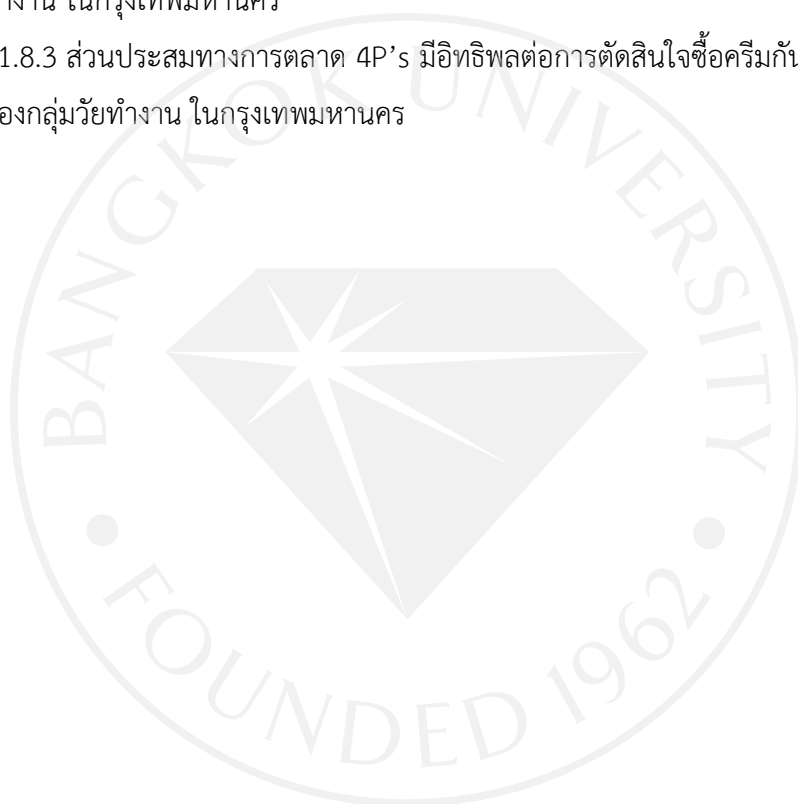 ทำงาน ในกรุงเทพมหานคร
1.8.3 ส่วนประสมทางการตลาด 4P's มีอิทธิพลต่อการตัดสินใจซื้อครีมกัน
องกลุ่มวัยทำงาน ในกรุงเทพมหานคร
BANGKOK UNIVERSITY
FOUNDED 1962